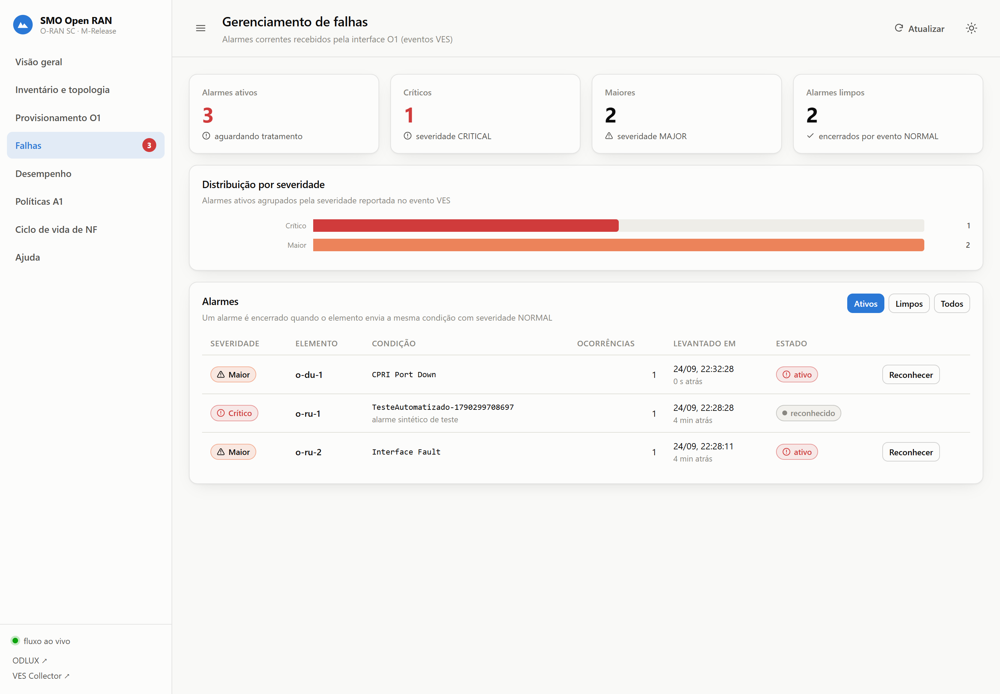 SMO Open RAN
O-RAN SC · M-Release
Visão geral
Inventário e topologia
Provisionamento O1
Falhas
3
Desempenho
Políticas A1
Ciclo de vida de NF
Ajuda
fluxo ao vivo
ODLUX ↗
VES Collector ↗
Gerenciamento de falhas
Alarmes correntes recebidos pela interface O1 (eventos VES)
Atualizar
Alarmes ativos
3
aguardando tratamento
Críticos
1
severidade CRITICAL
Maiores
2
severidade MAJOR
Alarmes limpos
2
encerrados por evento NORMAL
Distribuição por severidade
Alarmes ativos agrupados pela severidade reportada no evento VES
Crítico 1
Maior 2
Alarmes
Um alarme é encerrado quando o elemento envia a mesma condição com severidade NORMAL
Ativos Limpos Todos
SEVERIDADE ELEMENTO CONDIÇÃO OCORRÊNCIAS LEVANTADO EM ESTADO
Maior o-du-1 CPRI Port Down 1 24/09, 22:32:28 ativo Reconhecer
0 s atrás
Crítico o-ru-1 TesteAutomatizado-1790299708697 1 24/09, 22:28:28 reconhecido
alarme sintético de teste 4 min atrás
Maior o-ru-2 Interface Fault 1 24/09, 22:28:11 ativo Reconhecer
4 min atrás